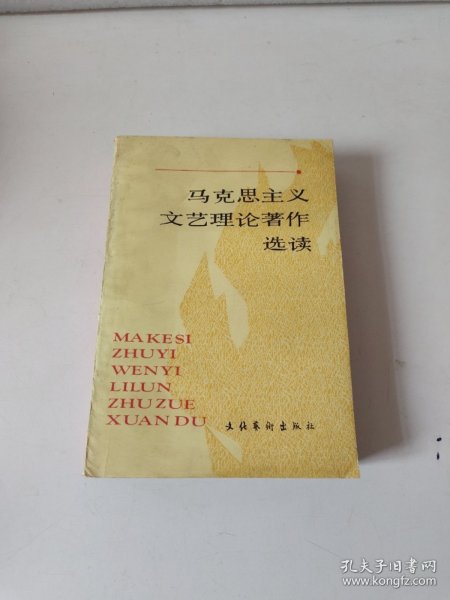 马克思主义
文艺理论著作
选读
MAKESI
ZHUYI
WENYI
LILUN
ZHUZUE
XUANDU
文化艺术出版社
孔夫子旧书网
www.kongfz.com